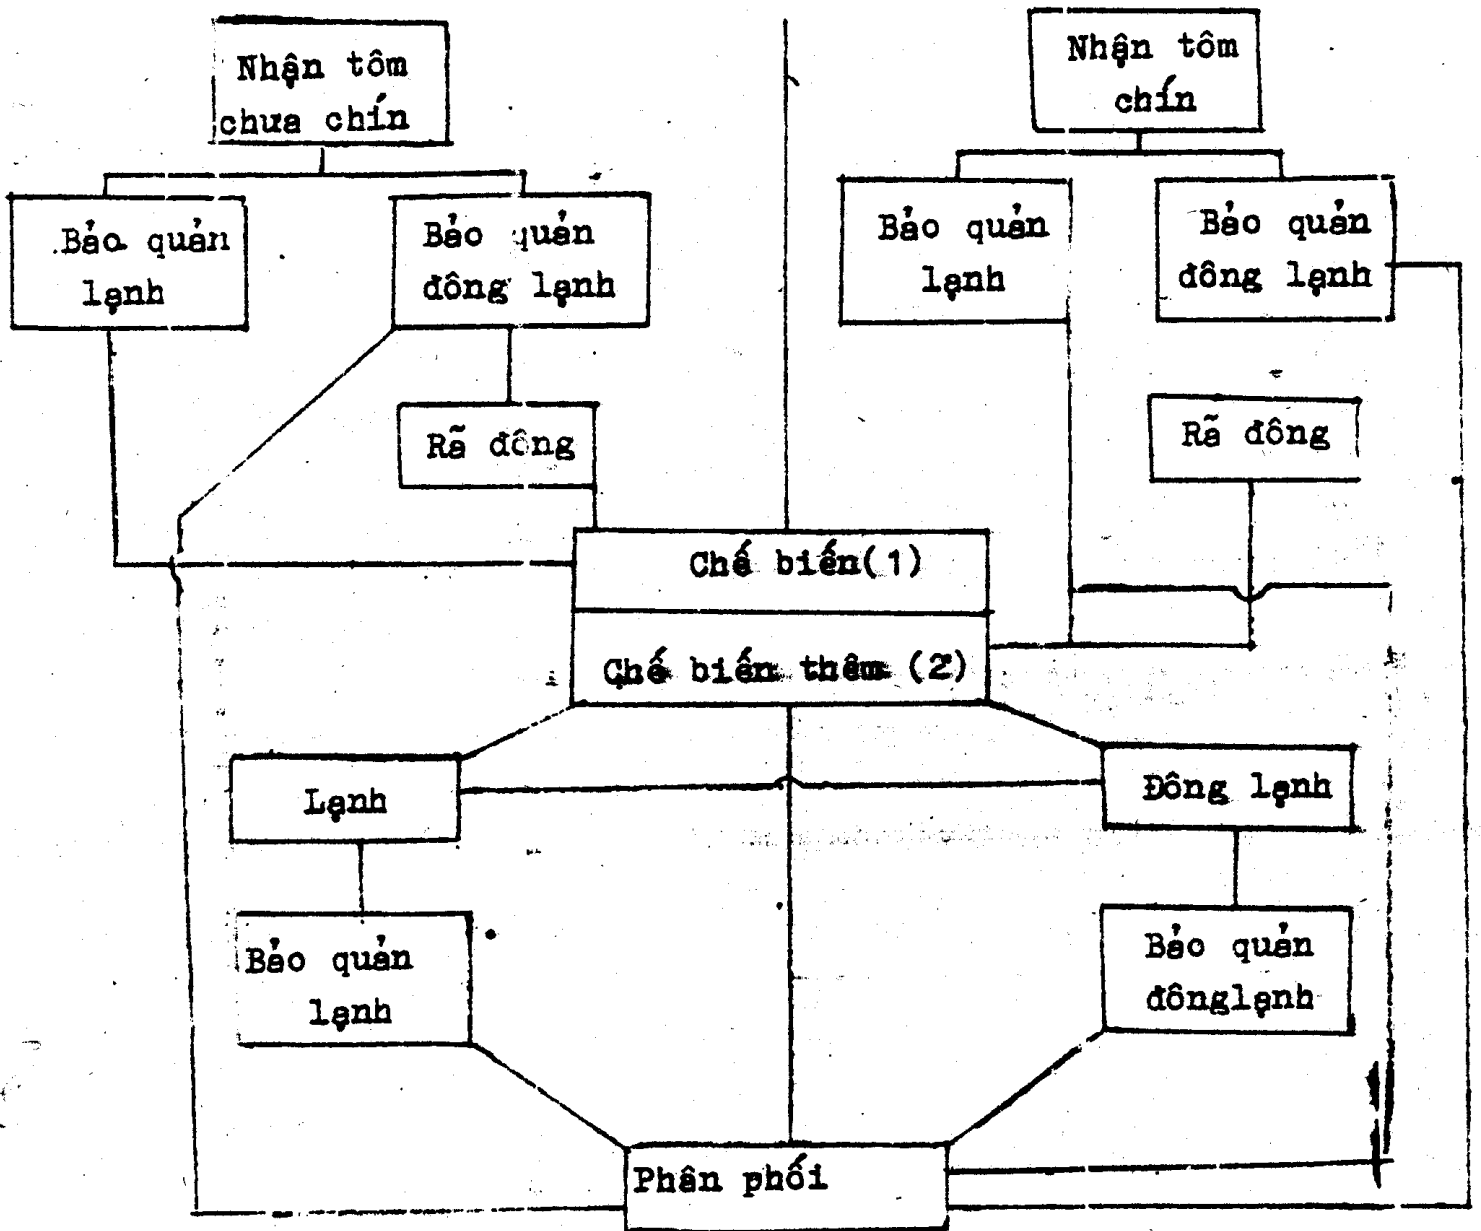 Nhận tôm
chưa chín
Nhận tôm
chín
Bảo quản
lạnh
Bảo quản
đông lạnh
Bảo quản
lạnh
Bảo quản
đông lạnh
Rã đông
Rã đông
Chế biến(1)
Chế biến thêm (2)
Lạnh
Đông lạnh
Bảo quản
lạnh
Bảo quản
đônglạnh
Phân phối